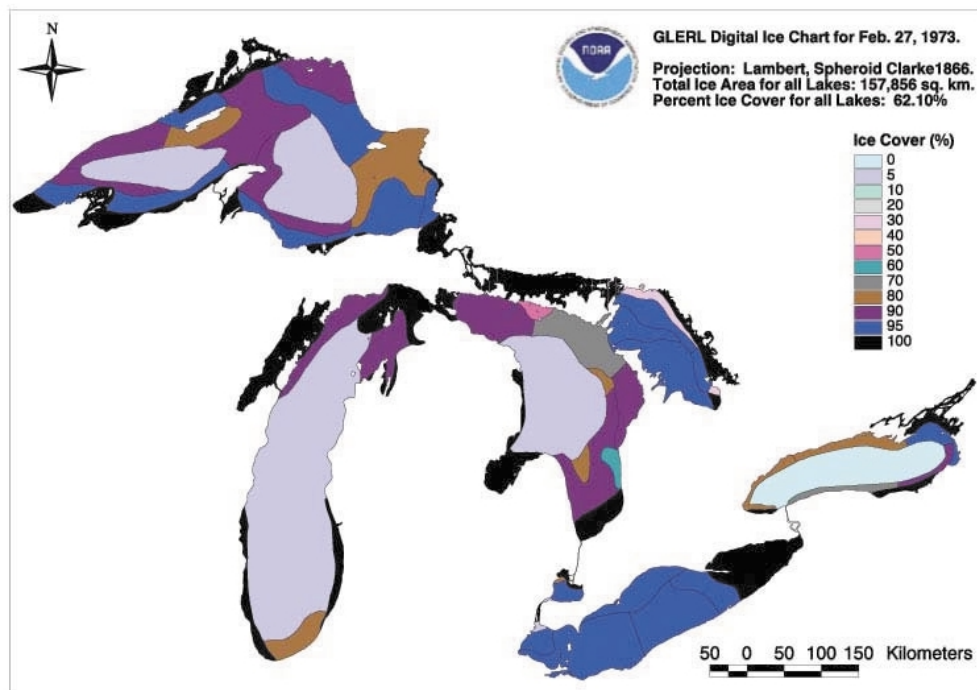 N
NOAA
GLERL Digital Ice Chart for Feb. 27, 1973.
Projection: Lambert, Spheroid Clarke1866.
Total Ice Area for all Lakes: 157,856 sq. km.
Percent Ice Cover for all Lakes: 62.10%
Ice Cover (%)
0
5
10
20
30
40
50
60
70
80
90
95
100
50 0 50 100 150 Kilometers